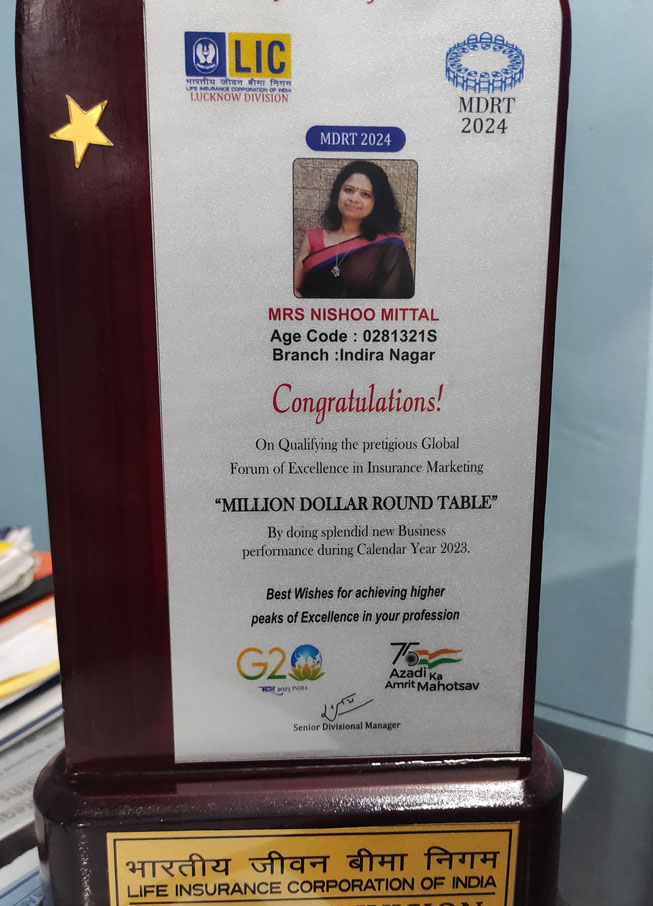 LIC
भारतीय जीवन बीमा निगम
LIFE INSURANCE CORPORATION OF INDIA
LUCKNOW DIVISION
MDRT
2024
MDRT 2024
MRS NISHOO MITTAL
Age Code : 0281321S
Branch :Indira Nagar
Congratulations!
On Qualifying the pretigious Global
Forum of Excellence in Insurance Marketing
“MILLION DOLLAR ROUND TABLE”
By doing splendid new Business
performance during Calendar Year 2023.
Best Wishes for achieving higher
peaks of Excellence in your profession
G20
भारत 2023 INDIA
75
Azadi Ka
Amrit Mahotsav
Senior Divisional Manager
भारतीय जीवन बीमा निगम
LIFE INSURANCE CORPORATION OF INDIA